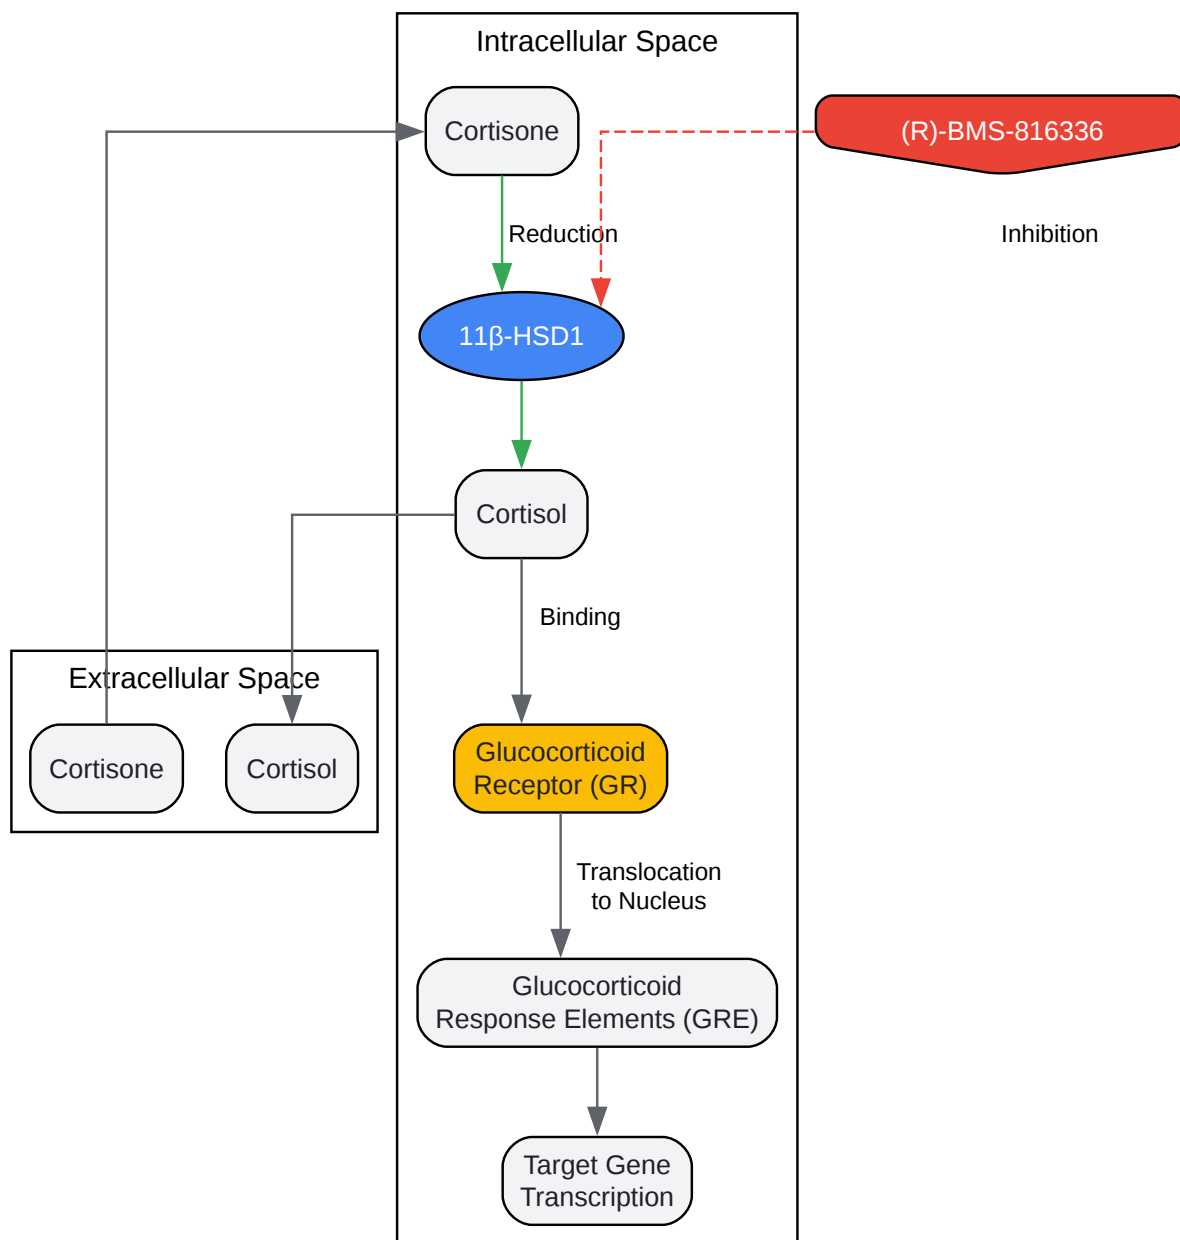 Intracellular Space
Cortisone
(R)-BMS-816336
Reduction
Inhibition
11β-HSD1
Cortisol
Binding
Extracellular Space
Cortisone
Cortisol
Glucocorticoid
Receptor (GR)
Translocation
to Nucleus
Glucocorticoid
Response Elements (GRE)
Target Gene
Transcription